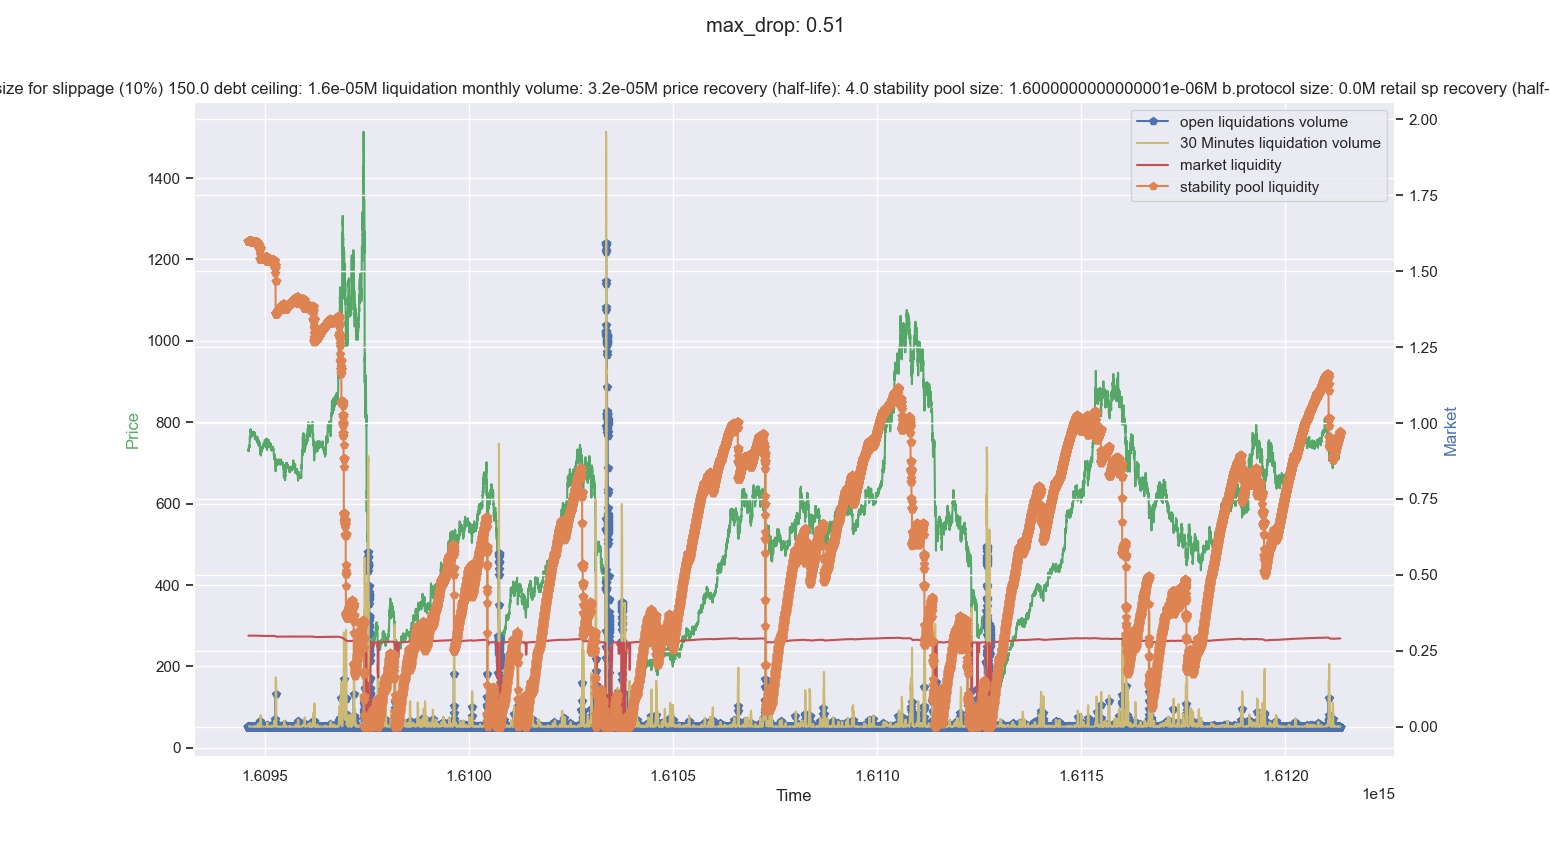 max_drop: 0.51
size for slippage (10%) 150.0 debt ceiling: 1.6e-05M liquidation monthly volume: 3.2e-05M price recovery (half-life): 4.0 stability pool size: 1.6000000000000001e-06M b.protocol size: 0.0M retail sp recovery (half-
open liquidations volume
30 Minutes liquidation volume
market liquidity
stability pool liquidity
1400
1200
1000
800
600
400
200
0
Price
2.00
1.75
1.50
1.25
1.00
0.75
0.50
0.25
0.00
Market
1.6095
1.6100
1.6105
1.6110
1.6115
1.6120
1e15
Time